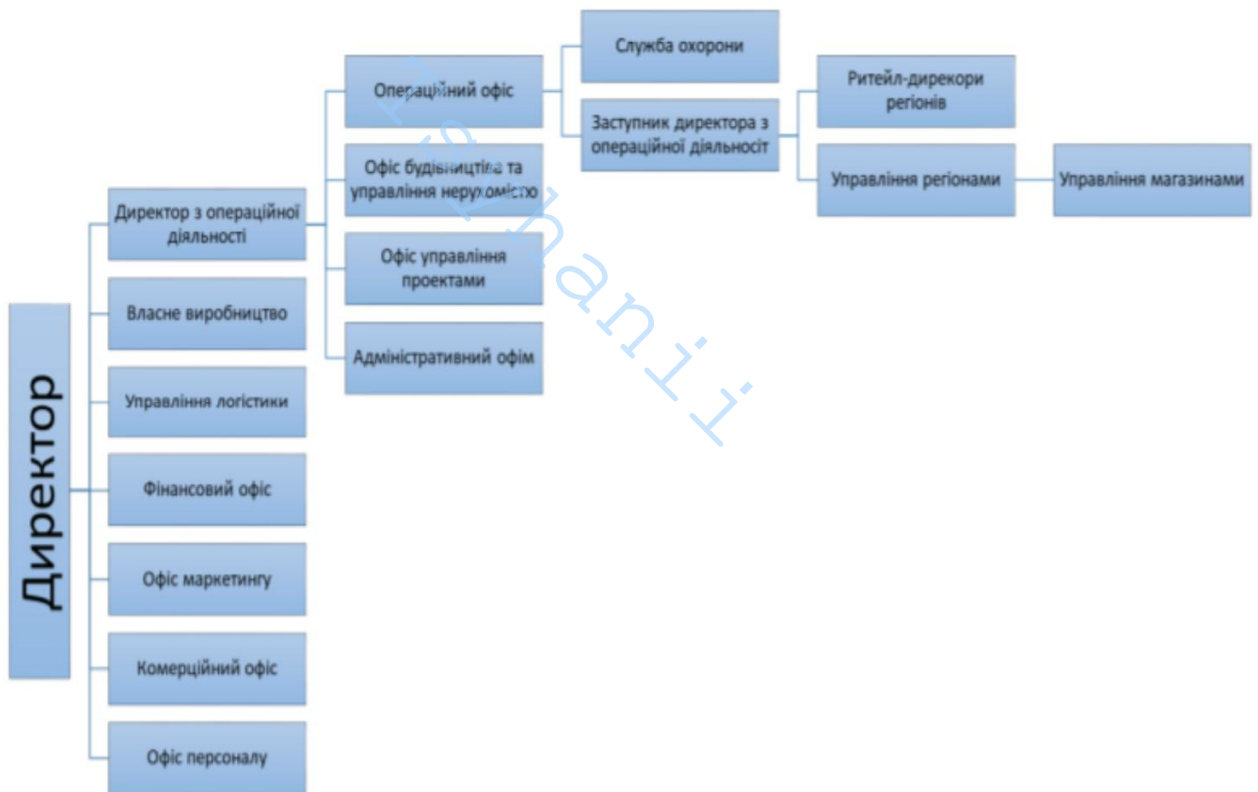 Директор
Директор з операційної
діяльності
Власне виробництво
Управління логістики
Фінансовий офіс
Офіс маркетингу
Комерційний офіс
Офіс персоналу
Операційний офіс
Офіс будівництіва та
управління нерухомістю
Офіс управління
проектами
Адміністративний офім
Служба охорони
Заступник директора з
операційної діяльносіт
Ритейл-дирекори
регіонів
Управління регіонами
Управління магазинами